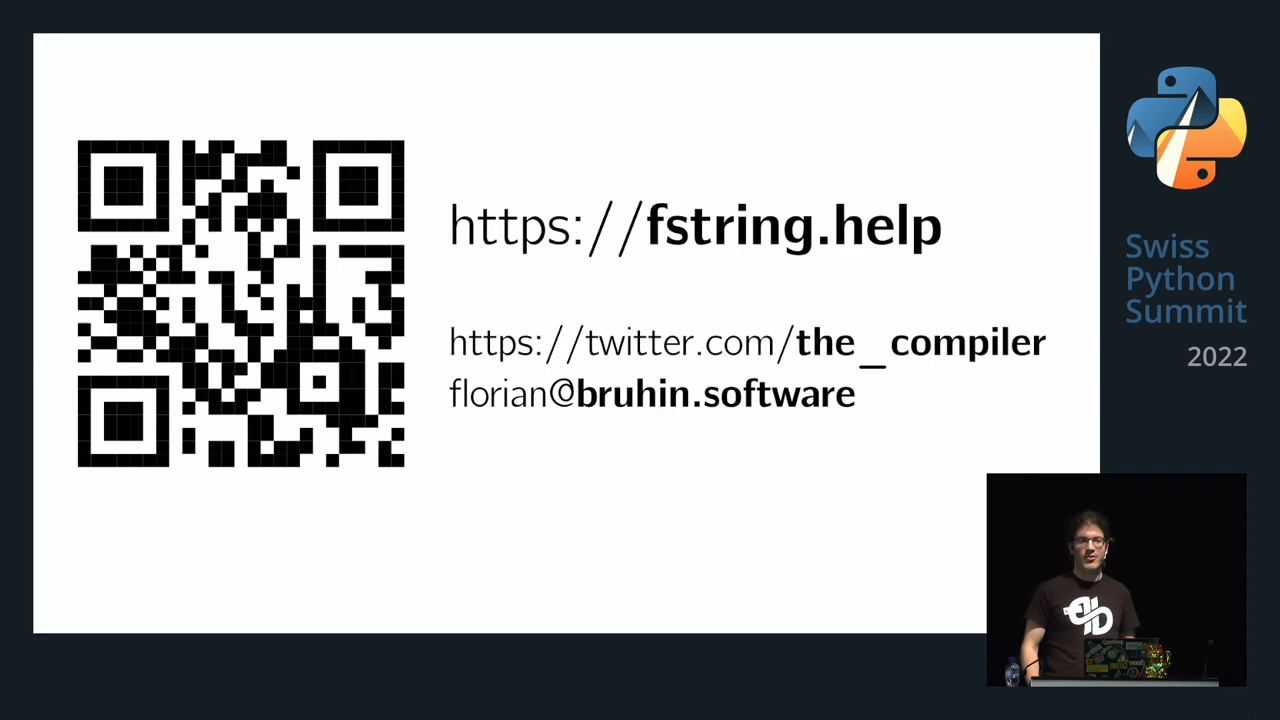 https://fstring.help
https://twitter.com/the_compiler
florian@bruhin.software
Swiss
Python
Summit
2022